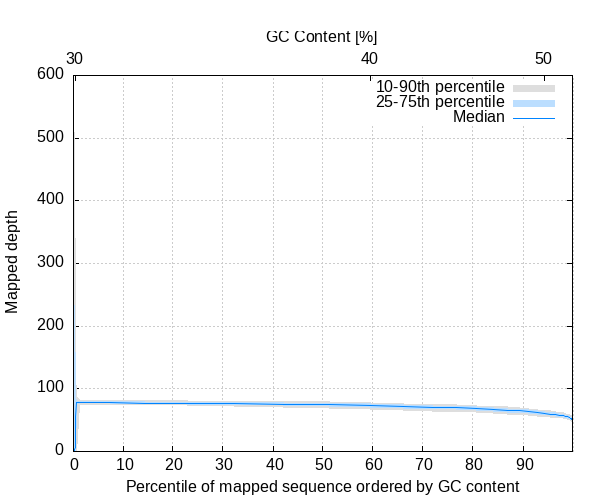 GC Content [%]
30 40 50
600
500
400
300
200
100
0
Mapped depth
10-90th percentile
25-75th percentile
Median
0 10 20 30 40 50 60 70 80 90
Percentile of mapped sequence ordered by GC content